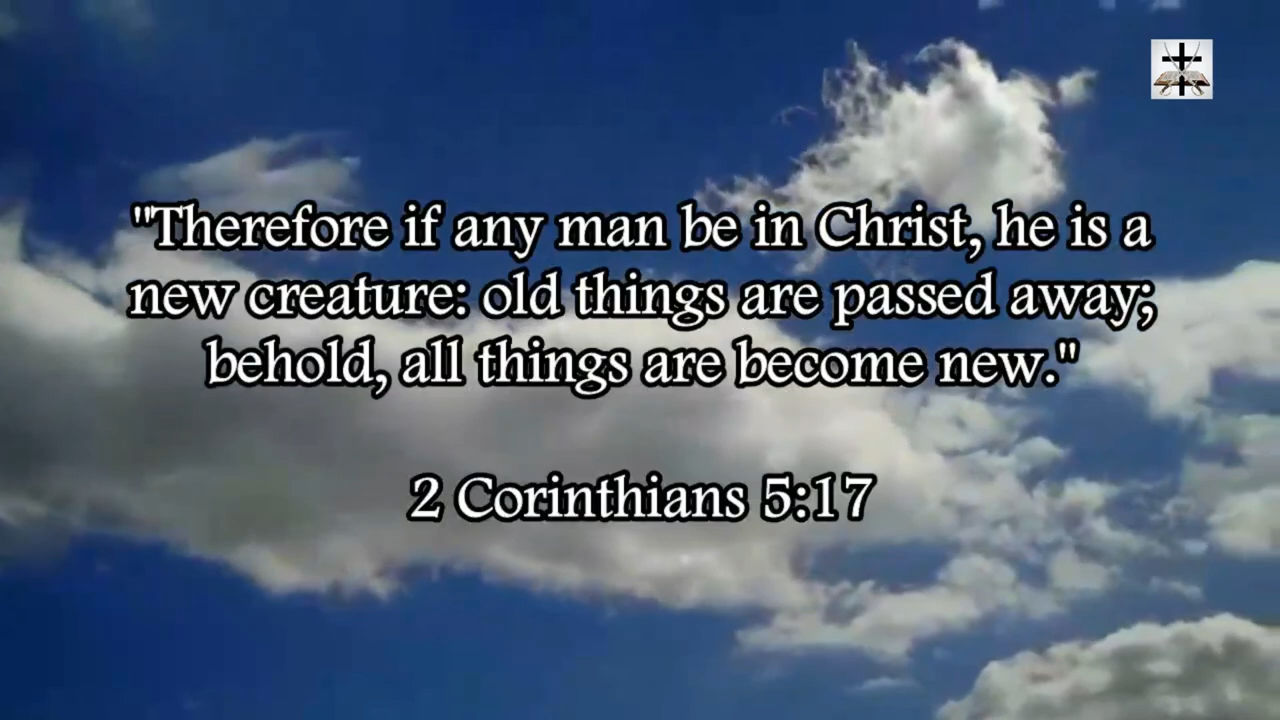 "Therefore if any man be in Christ, he is a
new creature: old things are passed away;
behold, all things are become new."
2 Corinthians 5:17